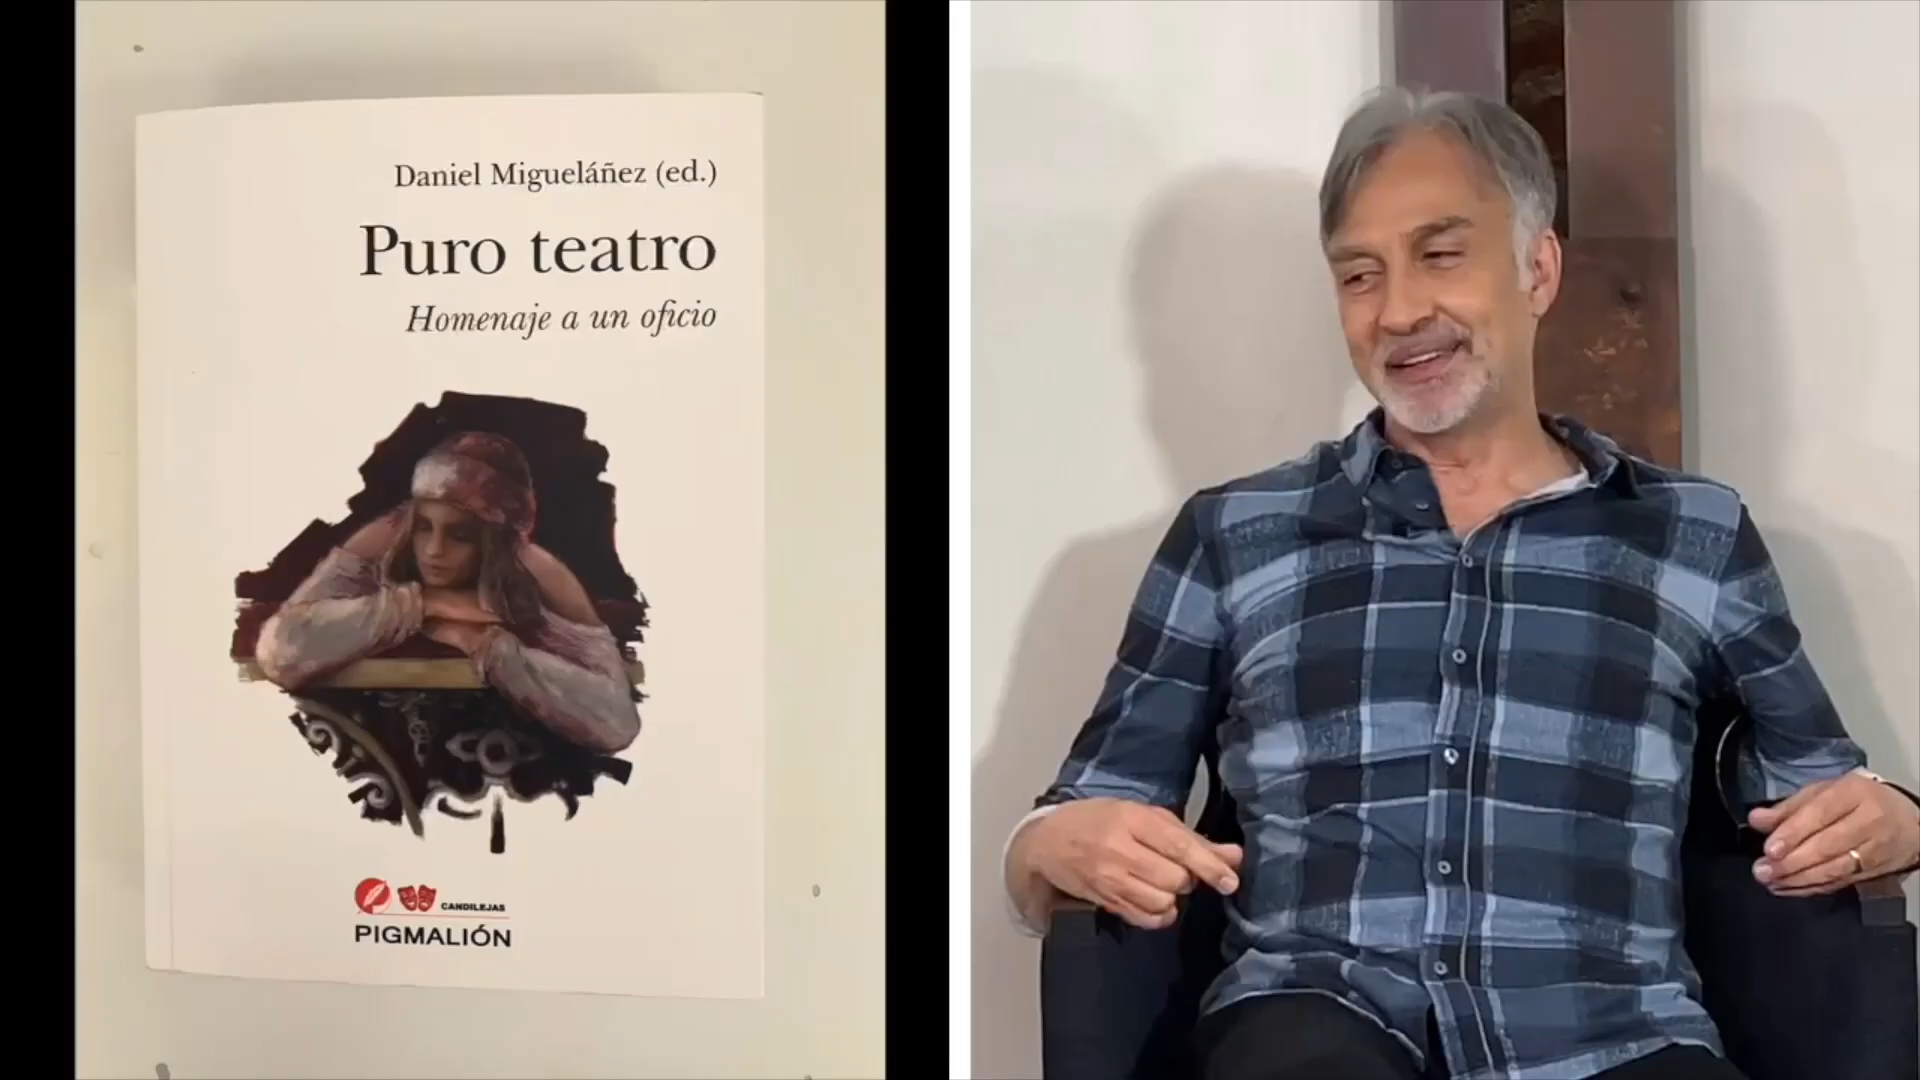 Daniel Migueláñez (ed.)
Puro teatro
Homenaje a un oficio
CANDILEJAS
PIGMALIÓN